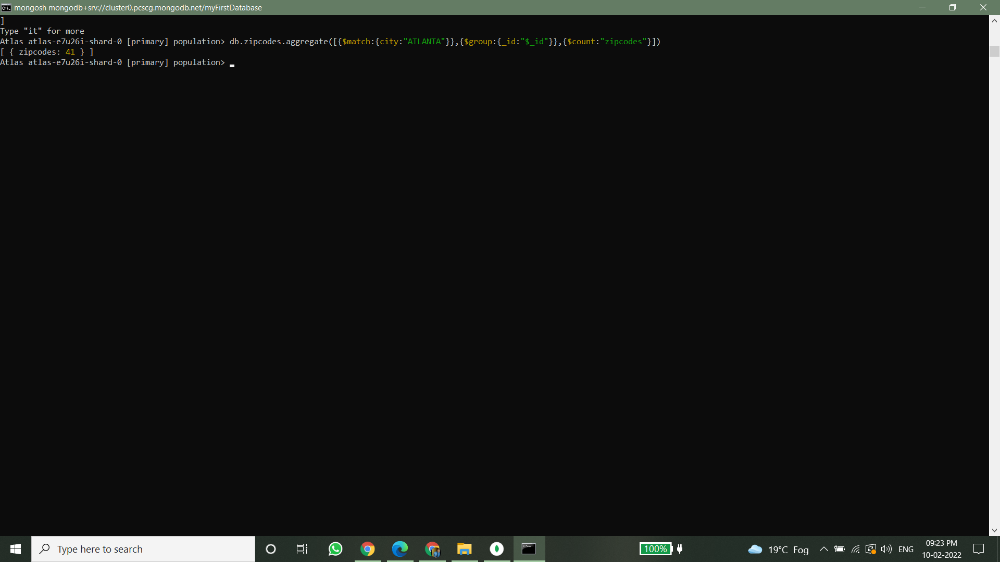 mongosh mongodb+srv://cluster0.pcscg.mongodb.net/myFirstDatabase
]
Type "it" for more
Atlas atlas-e7u26i-shard-0 [primary] population> db.zipcodes.aggregate([{$match:{city:"ATLANTA"}},{$group:{_id:"$_id"}},{$count:"zipcodes"}])
[ { zipcodes: 41 } ]
Atlas atlas-e7u26i-shard-0 [primary] population>
Type here to search
100%
19°C Fog
ENG
09:23 PM
10-02-2022